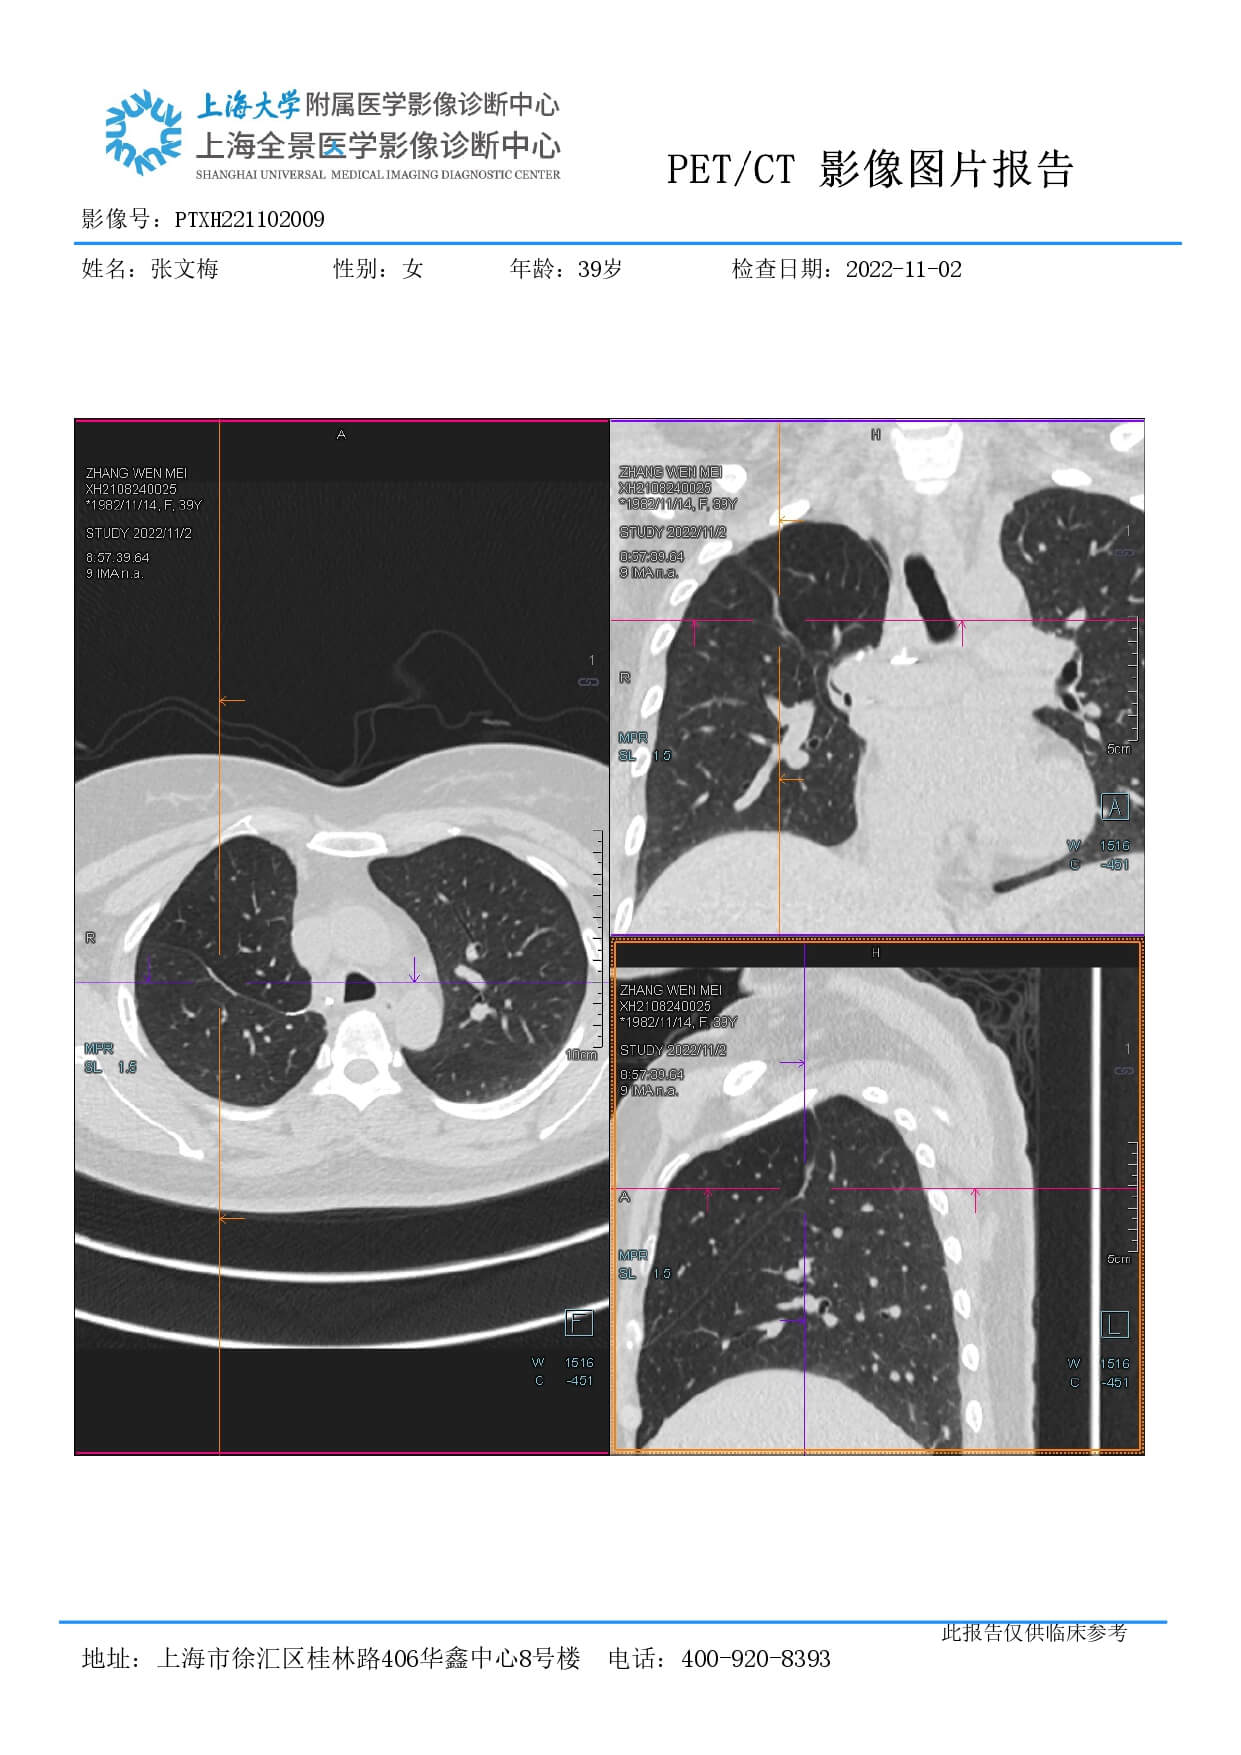 上海大学附属医学影像诊断中心
上海全景医学影像诊断中心
SHANGHAI UNIVERSAL MEDICAL IMAGING DIAGNOSTIC CENTER
PET/CT 影像图片报告
影像号：PTXH221102009
姓名：张文梅 性别：女 年龄：39岁 检查日期：2022-11-02
A
ZHANG WEN MEI
XH2108240025
*1982/11/14, F, 39Y
STUDY 2022/11/2
8:57:39.64
9 IMA n.a.
1
R
MPR
SL 1.5
10cm
F
W 1516
C -451
H
ZHANG WEN MEI
XH2108240025
*1982/11/14, F, 39Y
STUDY 2022/11/2
8:57:39.64
9 IMA n.a.
1
R
MPR
SL 1.5
5cm
A
W 1516
C -451
H
ZHANG WEN MEI
XH2108240025
*1982/11/14, F, 39Y
STUDY 2022/11/2
8:57:39.64
9 IMA n.a.
1
A
MPR
SL 1.5
5cm
L
W 1516
C -451
此报告仅供临床参考
地址：上海市徐汇区桂林路406华鑫中心8号楼 电话：400-920-8393